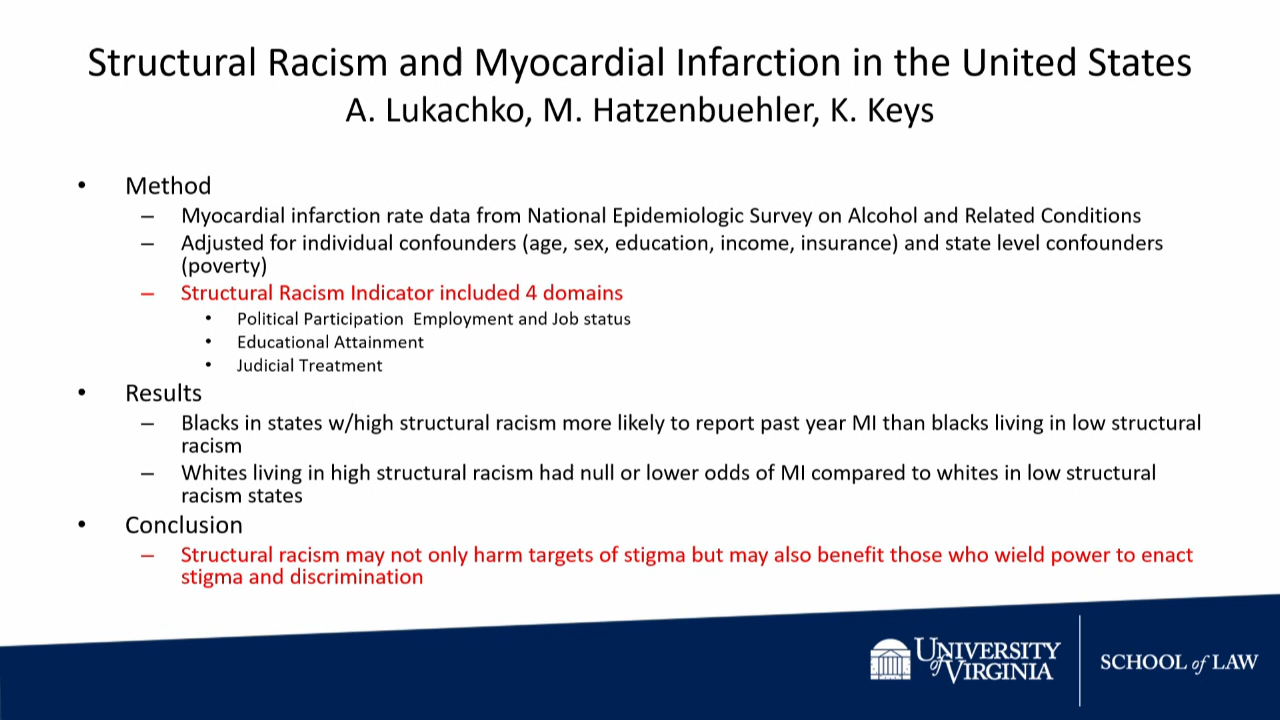 Structural Racism and Myocardial Infarction in the United States
A. Lukachko, M. Hatzenbuehler, K. Keys
• Method
– Myocardial infarction rate data from National Epidemiologic Survey on Alcohol and Related Conditions
– Adjusted for individual confounders (age, sex, education, income, insurance) and state level confounders
(poverty)
– Structural Racism Indicator included 4 domains
• Political Participation Employment and Job status
• Educational Attainment
• Judicial Treatment
• Results
– Blacks in states w/high structural racism more likely to report past year MI than blacks living in low structural
racism
– Whites living in high structural racism had null or lower odds of MI compared to whites in low structural
racism states
• Conclusion
– Structural racism may not only harm targets of stigma but may also benefit those who wield power to enact
stigma and discrimination
UNIVERSITY
of VIRGINIA
SCHOOL of LAW